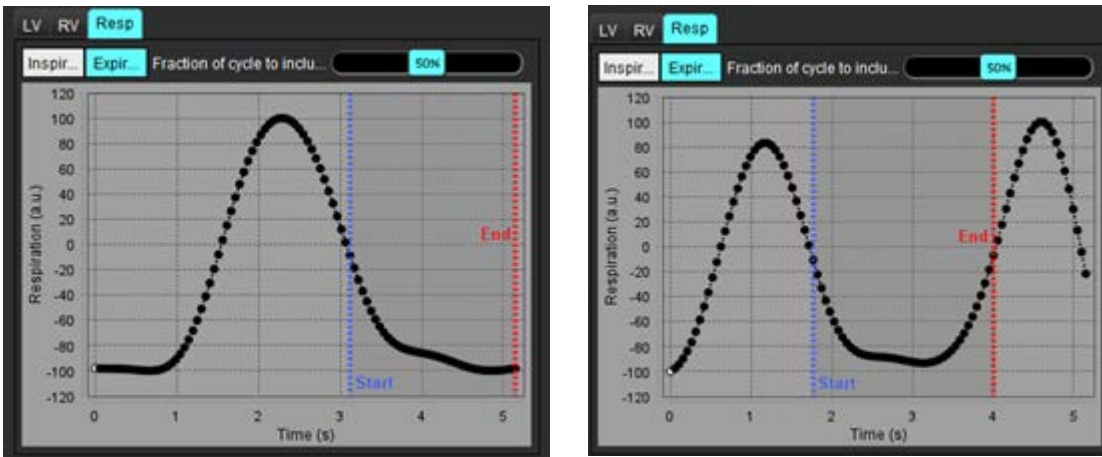 LV RV Resp
Inspir... Expir... Fraction of cycle to inclu... 50%
120
100
80
60
40
20
0
-20
-40
-60
-80
-100
-120
Respiration (a.u.)
End
Start
0 1 2 3 4 5
Time (s)
LV RV Resp
Inspir... Expir... Fraction of cycle to inclu... 50%
120
100
80
60
40
20
0
-20
-40
-60
-80
-100
-120
Respiration (a.u.)
End
Start
0 1 2 3 4 5
Time (s)